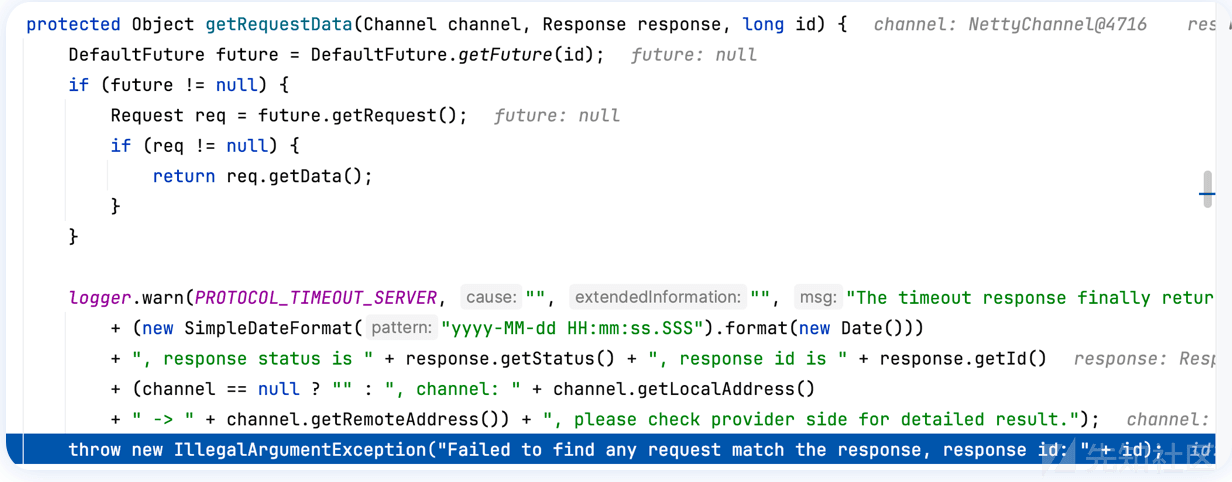 protected Object getRequestData(Channel channel, Response response, long id) {   channel: NettyChannel@4716    res
    DefaultFuture future = DefaultFuture.getFuture(id);   future: null
    if (future != null) {
        Request req = future.getRequest();   future: null
        if (req != null) {
            return req.getData();
        }
    }
    logger.warn(PROTOCOL_TIMEOUT_SERVER, cause: "", extendedInformation: "", msg: "The timeout response finally retur
        + (new SimpleDateFormat( pattern: "yyyy-MM-dd HH:mm:ss.SSS").format(new Date()))
        + ", response status is " + response.getStatus() + ", response id is " + response.getId()   response: Resp
        + (channel == null ? "" : ", channel: " + channel.getLocalAddress()
        + " -> " + channel.getRemoteAddress()) + ", please check provider side for detailed result.");   channel:
    throw new IllegalArgumentException("Failed to find any request match the response, response id: " + id);   id:
先知社区